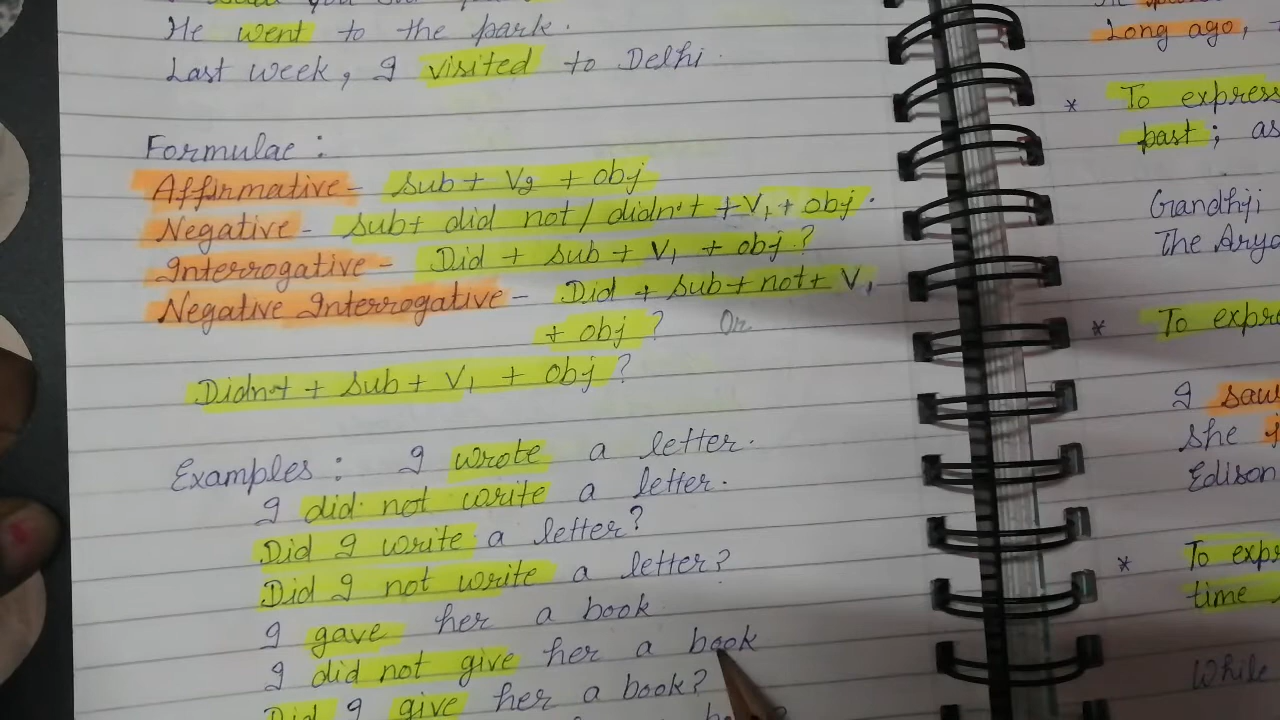 He went to the park.
Last week, I visited to Delhi.
Formulae :
Affirmative - Sub + V2 + obj
Negative - Sub + did not / didn't + V1 + obj.
Interrogative - Did + sub + V1 + obj ?
Negative Interrogative - Did + sub + not + V1
+ obj ? Or
Didn't + sub + V1 + obj ?
Examples : I wrote a letter.
I did not write a letter.
Did I write a letter?
Did I not write a letter?
I gave her a book
I did not give her a book
Did I give her a book?
Long ago,
* To express
past ; as
Gandhiji
The
* To
I
She
Edison
* To
time
While